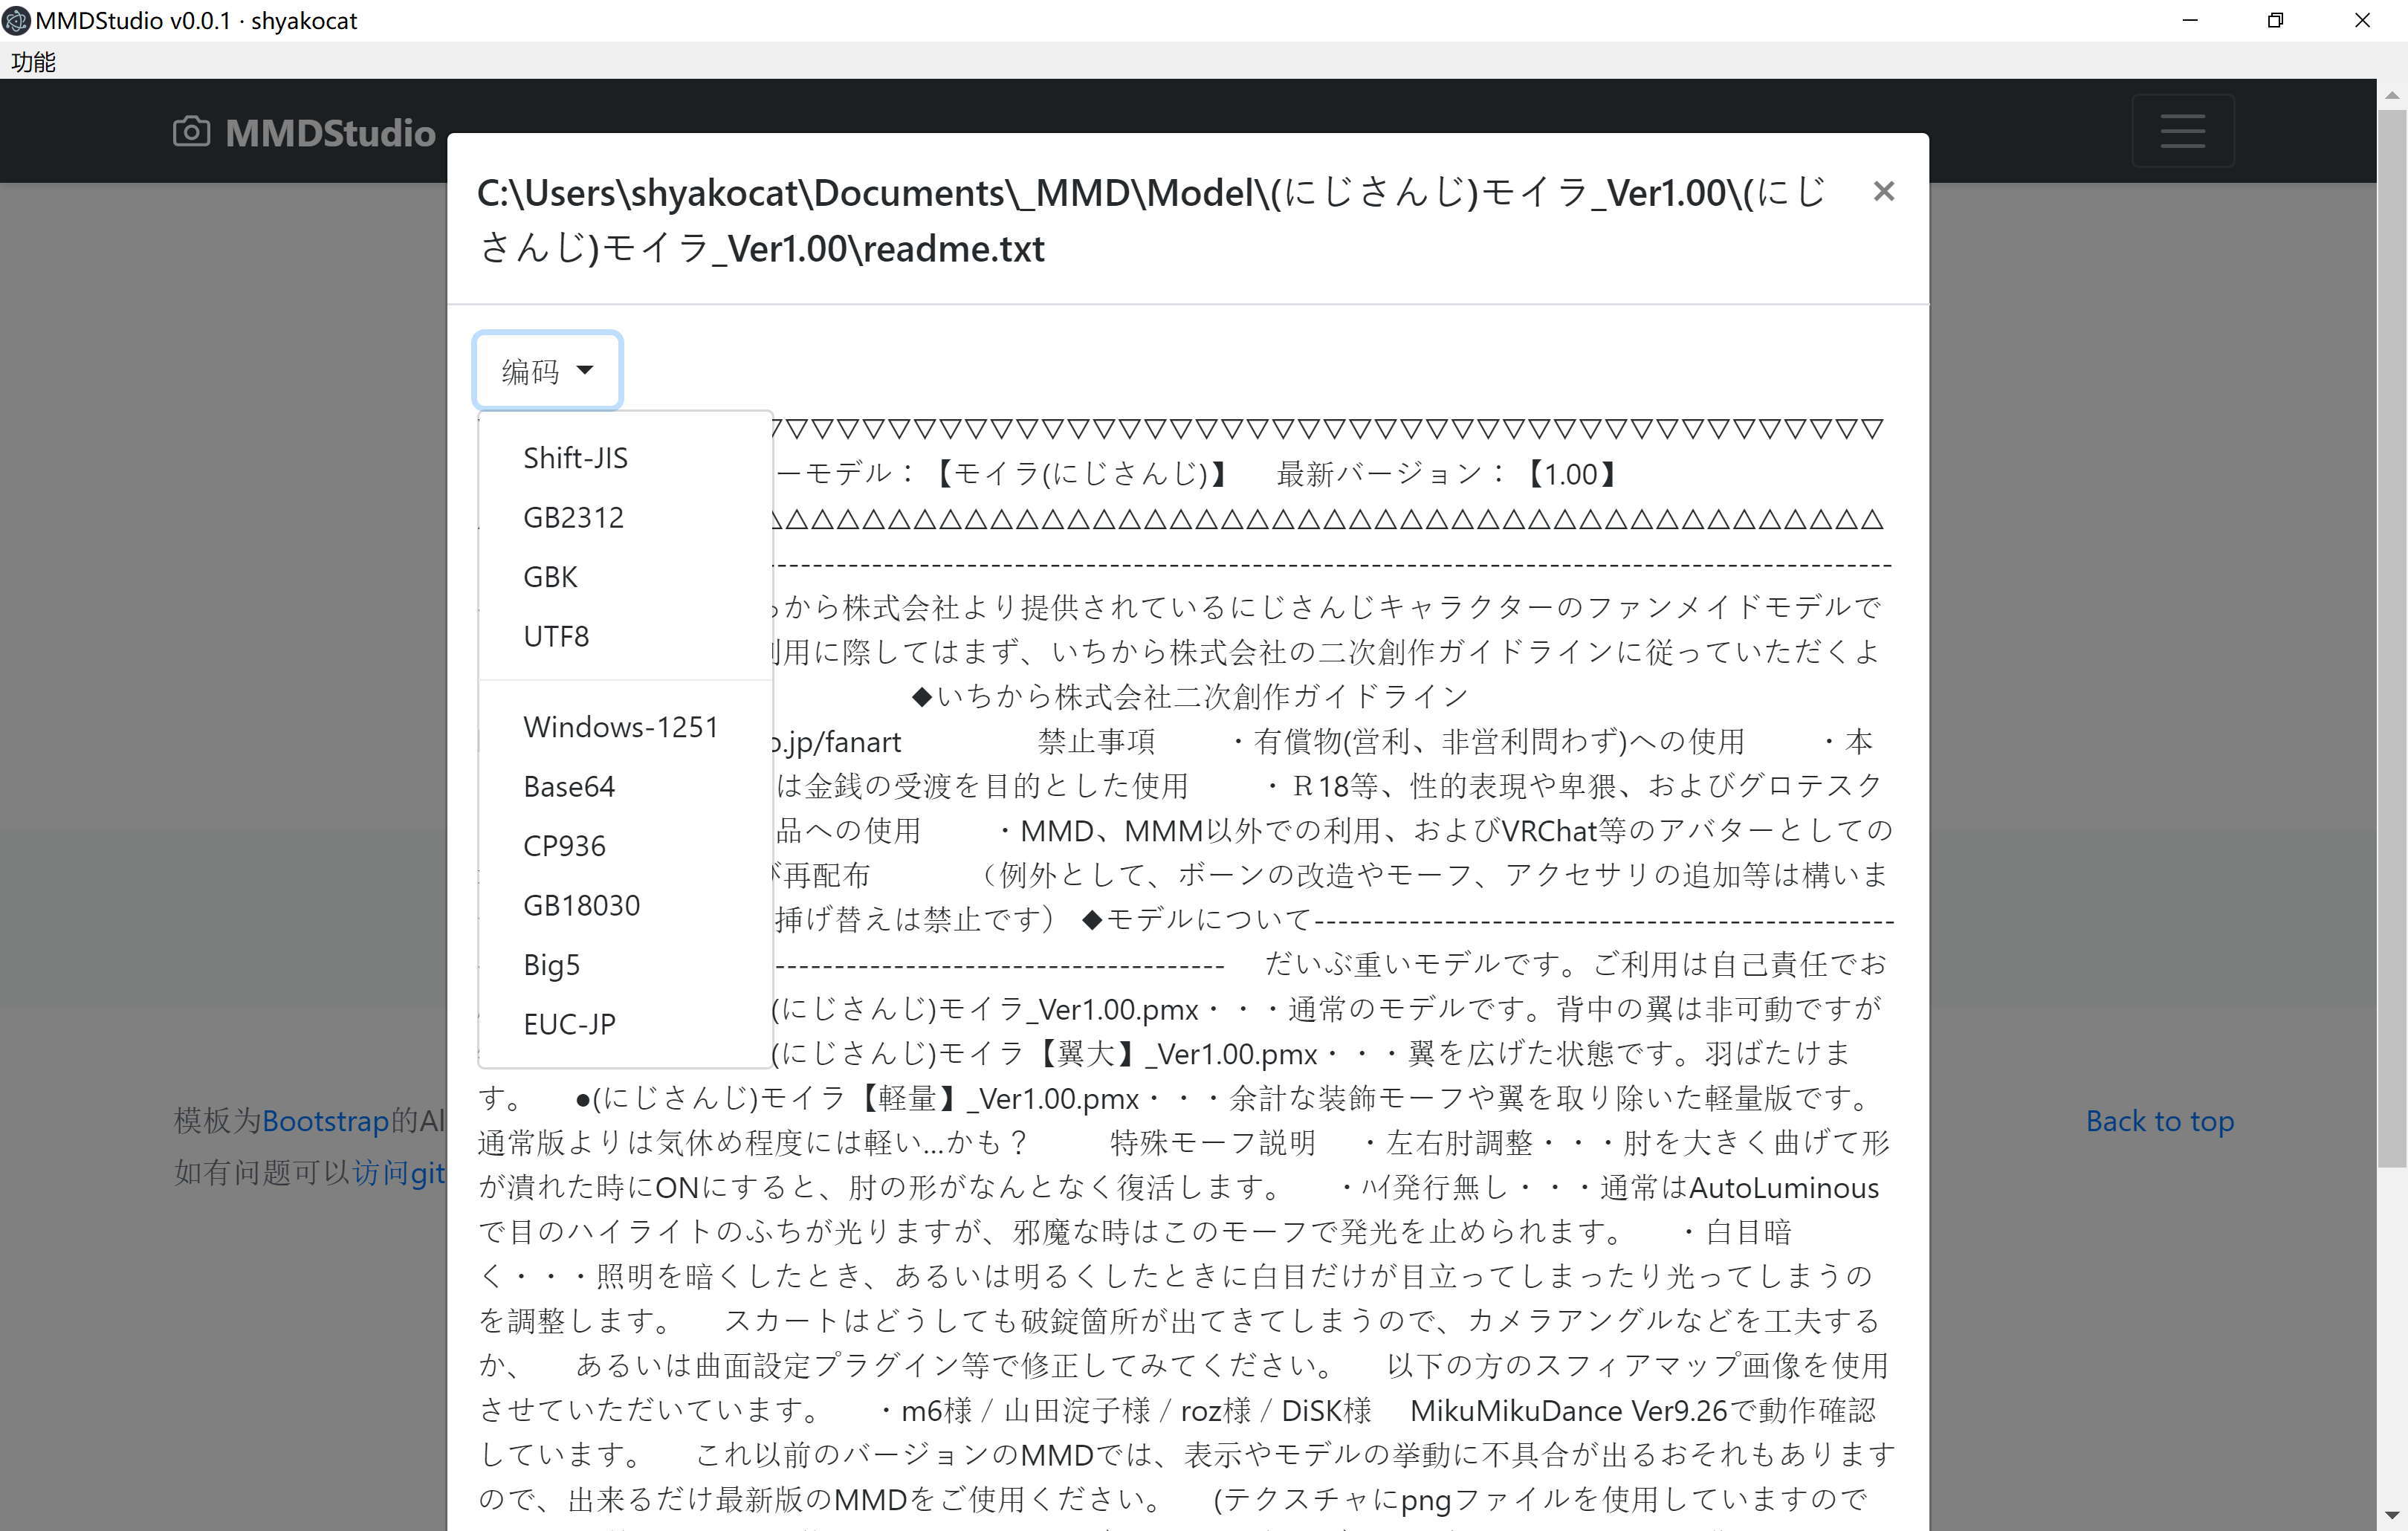 MMDStudio v0.0.1 · shyakocat
功能
MMDStudio
C:\Users\shyakocat\Documents\_MMD\Model\(にじさんじ)モイラ_Ver1.00\(にじ
さんじ)モイラ_Ver1.00\readme.txt
×
编码
Shift-JIS
GB2312
GBK
UTF8
Windows-1251
Base64
CP936
GB18030
Big5
EUC-JP
▽▽▽▽▽▽▽▽▽▽▽▽▽▽▽▽▽▽▽▽▽▽▽▽▽▽▽▽▽▽▽▽▽▽▽▽▽▽▽▽▽▽▽
ーモデル：【モイラ(にじさんじ)】　最新バージョン：【1.00】
△△△△△△△△△△△△△△△△△△△△△△△△△△△△△△△△△△△△△△△△△△△
----------------------------------------------------------------------------------------------
から株式会社より提供されているにじさんじキャラクターのファンメイドモデルで
用に際してはまず、いちから株式会社の二次創作ガイドラインに従っていただくよ
◆いちから株式会社二次創作ガイドライン
.jp/fanart　　　　禁止事項　　・有償物(営利、非営利問わず)への使用　　・本
は金銭の受渡を目的とした使用　　・Ｒ18等、性的表現や卑猥、およびグロテスク
品への使用　　・MMD、MMM以外での利用、およびVRChat等のアバターとしての
再配布　　　（例外として、ボーンの改造やモーフ、アクセサリの追加等は構いま
挿げ替えは禁止です） ◆モデルについて-------------------------------------------------
--------------------------------------　だいぶ重いモデルです。ご利用は自己責任でお
(にじさんじ)モイラ_Ver1.00.pmx・・・通常のモデルです。背中の翼は非可動ですが
(にじさんじ)モイラ【翼大】_Ver1.00.pmx・・・翼を広げた状態です。羽ばたけま
す。　●(にじさんじ)モイラ【軽量】_Ver1.00.pmx・・・余計な装飾モーフや翼を取り除いた軽量版です。
通常版よりは気休め程度には軽い…かも？　　特殊モーフ説明　・左右肘調整・・・肘を大きく曲げて形
が潰れた時にONにすると、肘の形がなんとなく復活します。　・ﾊｲ発行無し・・・通常はAutoLuminous
で目のハイライトのふちが光りますが、邪魔な時はこのモーフで発光を止められます。　・白目暗
く・・・照明を暗くしたとき、あるいは明るくしたときに白目だけが目立ってしまったり光ってしまうの
を調整します。　スカートはどうしても破錠箇所が出てきてしまうので、カメラアングルなどを工夫する
か、　あるいは曲面設定プラグイン等で修正してみてください。　以下の方のスフィアマップ画像を使用
させていただいています。　・m6様 / 山田淀子様 / roz様 / DiSK様　MikuMikuDance Ver9.26で動作確認
しています。　これ以前のバージョンのMMDでは、表示やモデルの挙動に不具合が出るおそれもあります
ので、出来るだけ最新版のMMDをご使用ください。　(テクスチャにpngファイルを使用していますので
模板为Bootstrap的Al
如有问题可以访问git
Back to top